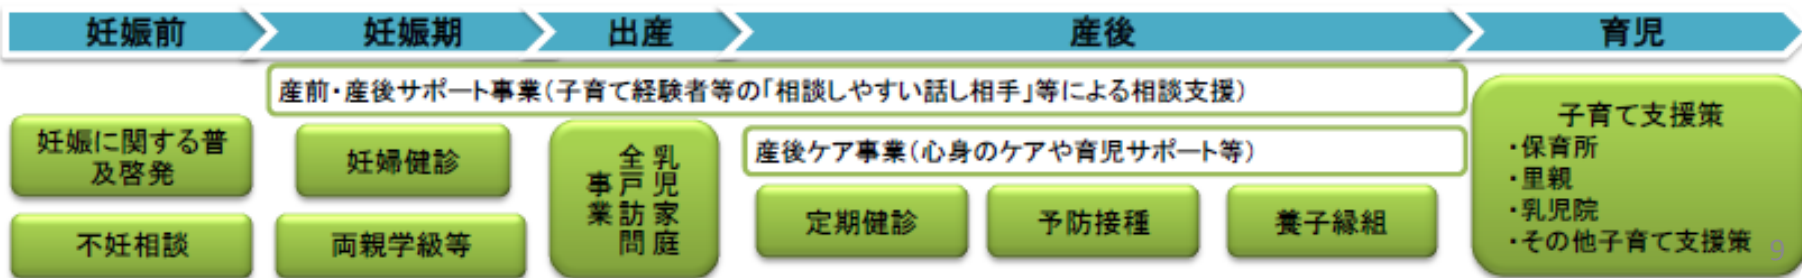 妊娠前
妊娠期
出産
産後
育児
産前・産後サポート事業(子育て経験者等の「相談しやすい話し相手」等による相談支援)
妊娠に関する普
及啓発
不妊相談
妊婦健診
両親学級等
乳児家庭
全戸訪問
事業
産後ケア事業(心身のケアや育児サポート等)
定期健診
予防接種
養子縁組
子育て支援策
・保育所
・里親
・乳児院
・その他子育て支援策
9